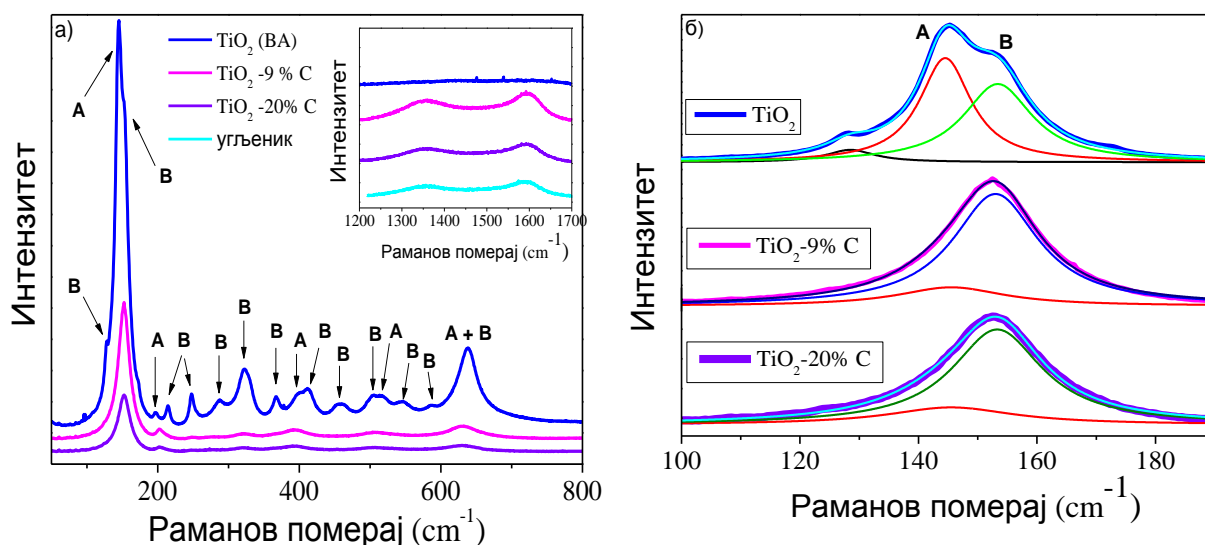 а)
TiO2 (BA)
TiO2 -9 % C
TiO2 -20% C
угљеник
A
B
B
A
B
B
B
B
A
B
B
B
A
B
B
A + B
Интензитет
200 400 600 800
Раманов померај (cm-1)
Интензитет
1200 1300 1400 1500 1600 1700
Раманов померај (cm-1)
б)
A
B
TiO2
TiO2-9% C
TiO2-20% C
Интензитет
100 120 140 160 180
Раманов померај (cm-1)